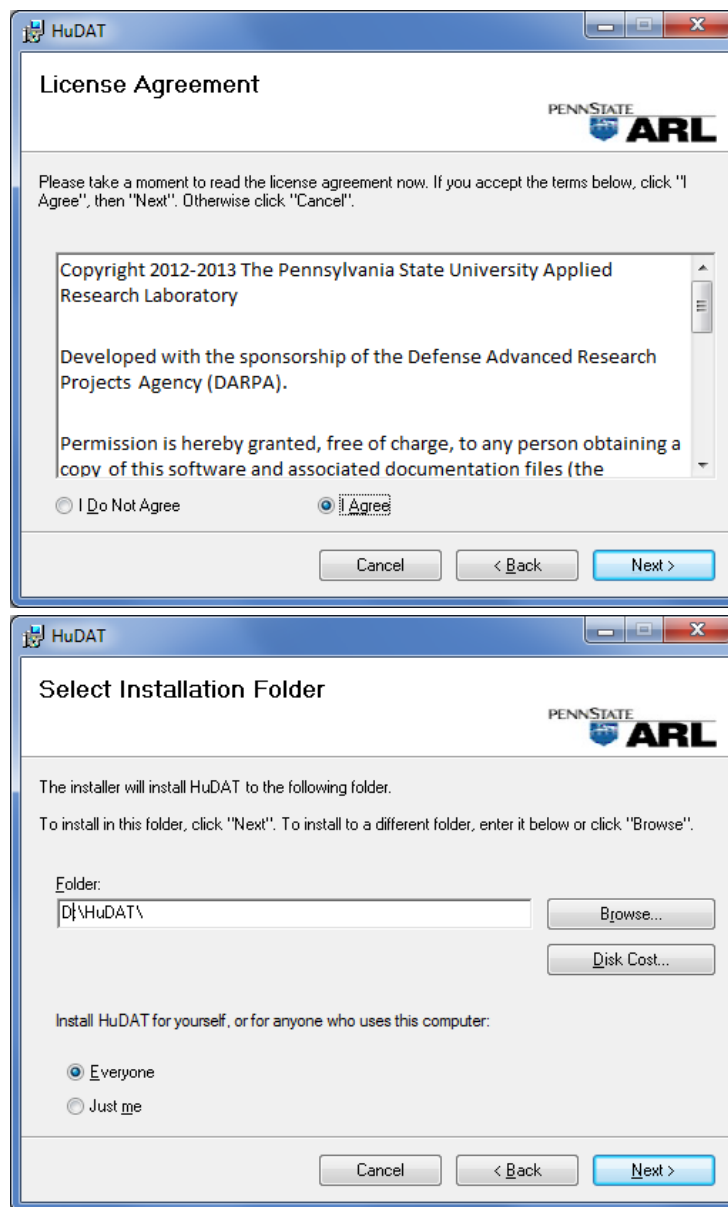 HuDAT
License Agreement
PENNSTATE
ARL
Please take a moment to read the license agreement now. If you accept the terms below, click "I
Agree", then "Next". Otherwise click "Cancel".
Copyright 2012-2013 The Pennsylvania State University Applied
Research Laboratory
Developed with the sponsorship of the Defense Advanced Research
Projects Agency (DARPA).
Permission is hereby granted, free of charge, to any person obtaining a
copy of this software and associated documentation files (the
I Do Not Agree
I Agree
Cancel
< Back
Next >
HuDAT
Select Installation Folder
PENNSTATE
ARL
The installer will install HuDAT to the following folder.
To install in this folder, click "Next". To install to a different folder, enter it below or click "Browse".
Folder:
D:\HuDAT\
Browse...
Disk Cost...
Install HuDAT for yourself, or for anyone who uses this computer:
Everyone
Just me
Cancel
< Back
Next >